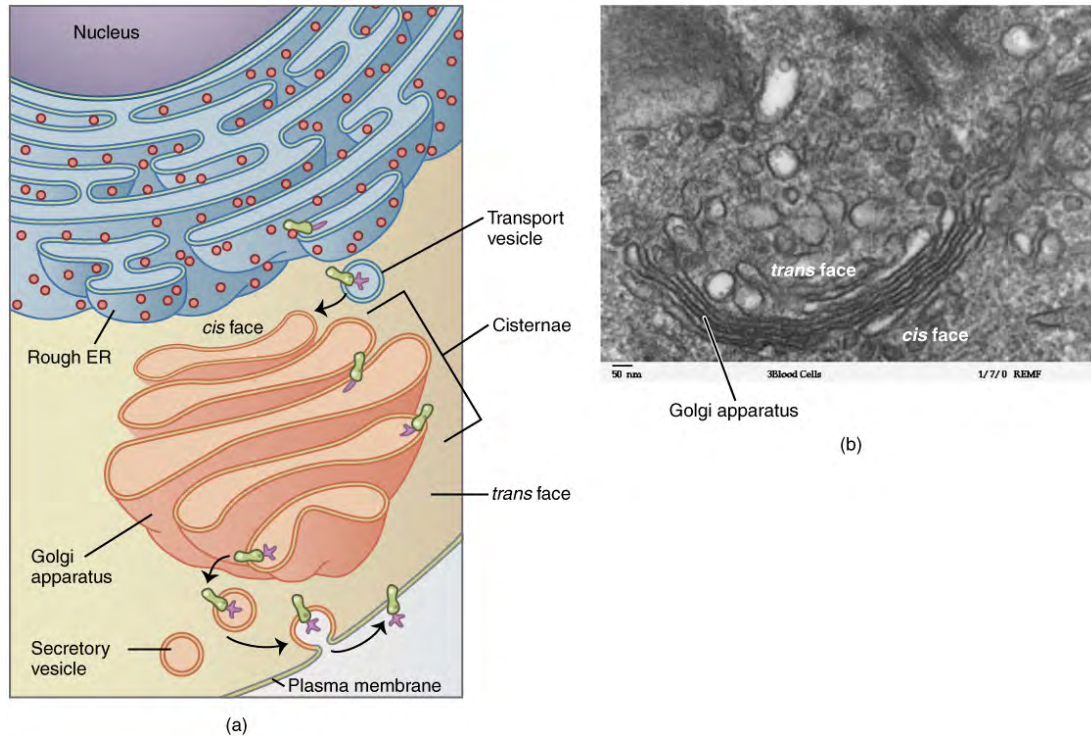 Nucleus
Transport
vesicle
cis face
Cisternae
Rough ER
trans face
Golgi
apparatus
Secretory
vesicle
Plasma membrane
(a)
trans face
cis face
50 nm
3Blood Cells
1/7/0 REMF
Golgi apparatus
(b)